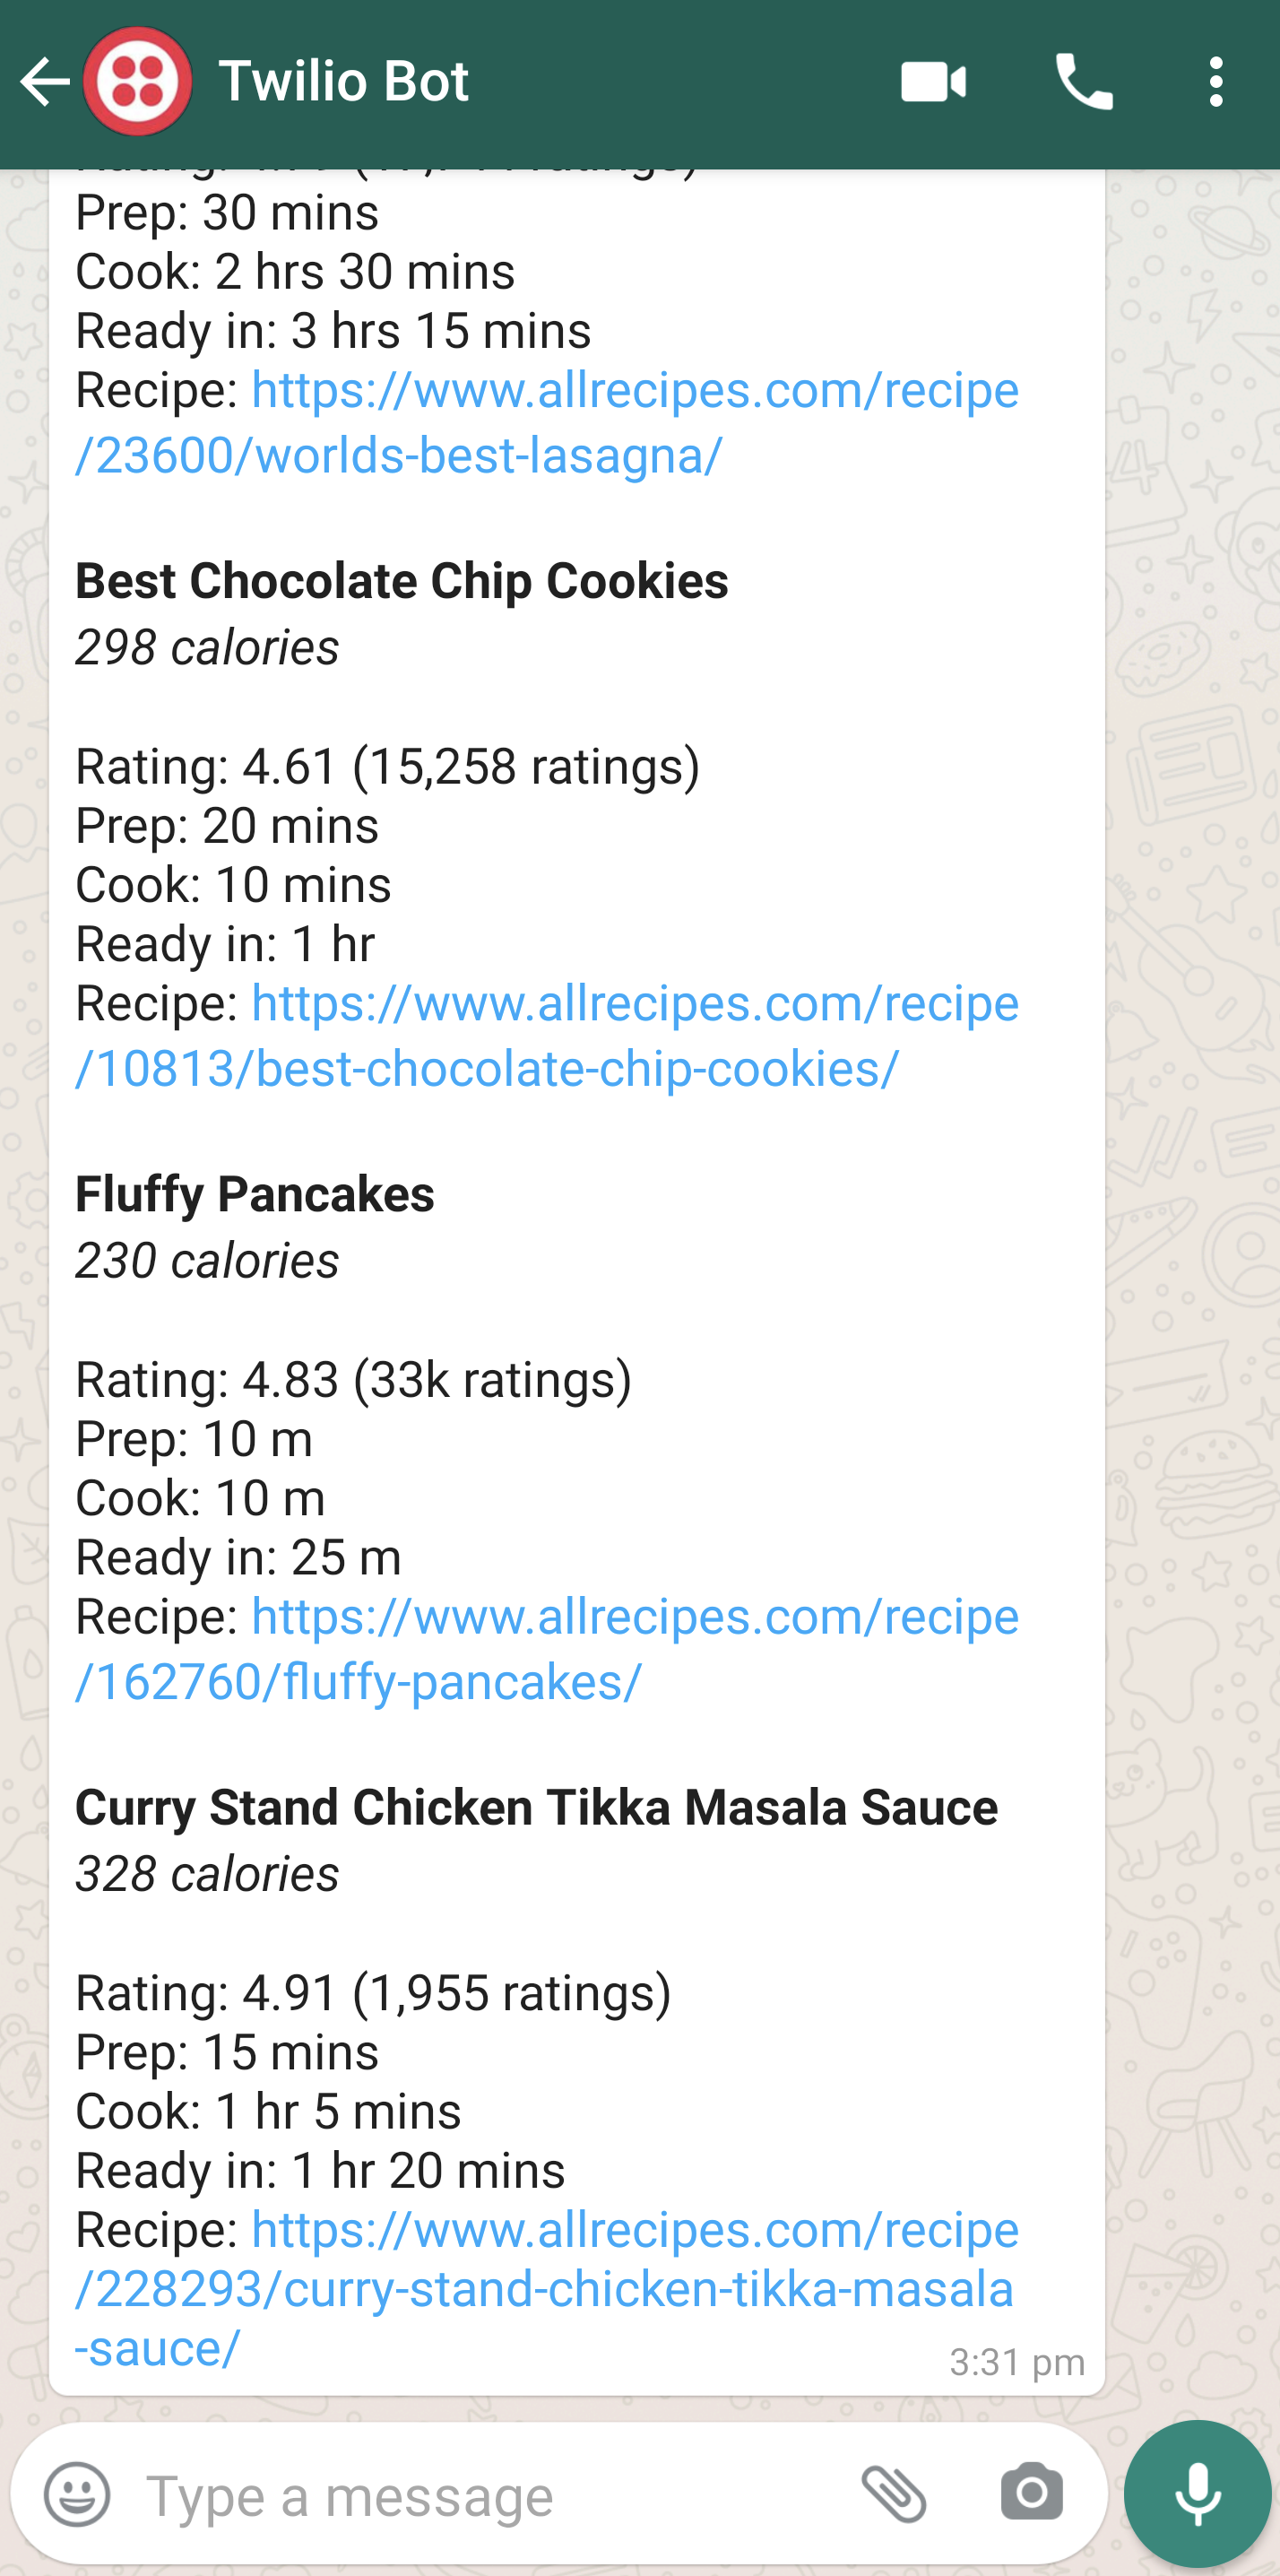 Twilio Bot
Prep: 30 mins
Cook: 2 hrs 30 mins
Ready in: 3 hrs 15 mins
Recipe: https://www.allrecipes.com/recipe
/23600/worlds-best-lasagna/
Best Chocolate Chip Cookies
298 calories
Rating: 4.61 (15,258 ratings)
Prep: 20 mins
Cook: 10 mins
Ready in: 1 hr
Recipe: https://www.allrecipes.com/recipe
/10813/best-chocolate-chip-cookies/
Fluffy Pancakes
230 calories
Rating: 4.83 (33k ratings)
Prep: 10 m
Cook: 10 m
Ready in: 25 m
Recipe: https://www.allrecipes.com/recipe
/162760/fluffy-pancakes/
Curry Stand Chicken Tikka Masala Sauce
328 calories
Rating: 4.91 (1,955 ratings)
Prep: 15 mins
Cook: 1 hr 5 mins
Ready in: 1 hr 20 mins
Recipe: https://www.allrecipes.com/recipe
/228293/curry-stand-chicken-tikka-masala
-sauce/
3:31 pm
Type a message